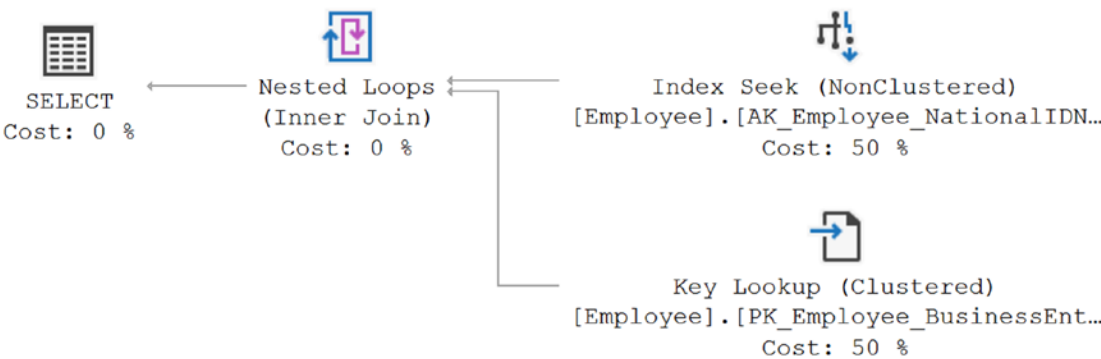 SELECT
Cost: 0 %
Nested Loops
(Inner Join)
Cost: 0 %
Index Seek (NonClustered)
[Employee].[AK_Employee_NationalIDN…
Cost: 50 %
Key Lookup (Clustered)
[Employee].[PK_Employee_BusinessEnt…
Cost: 50 %